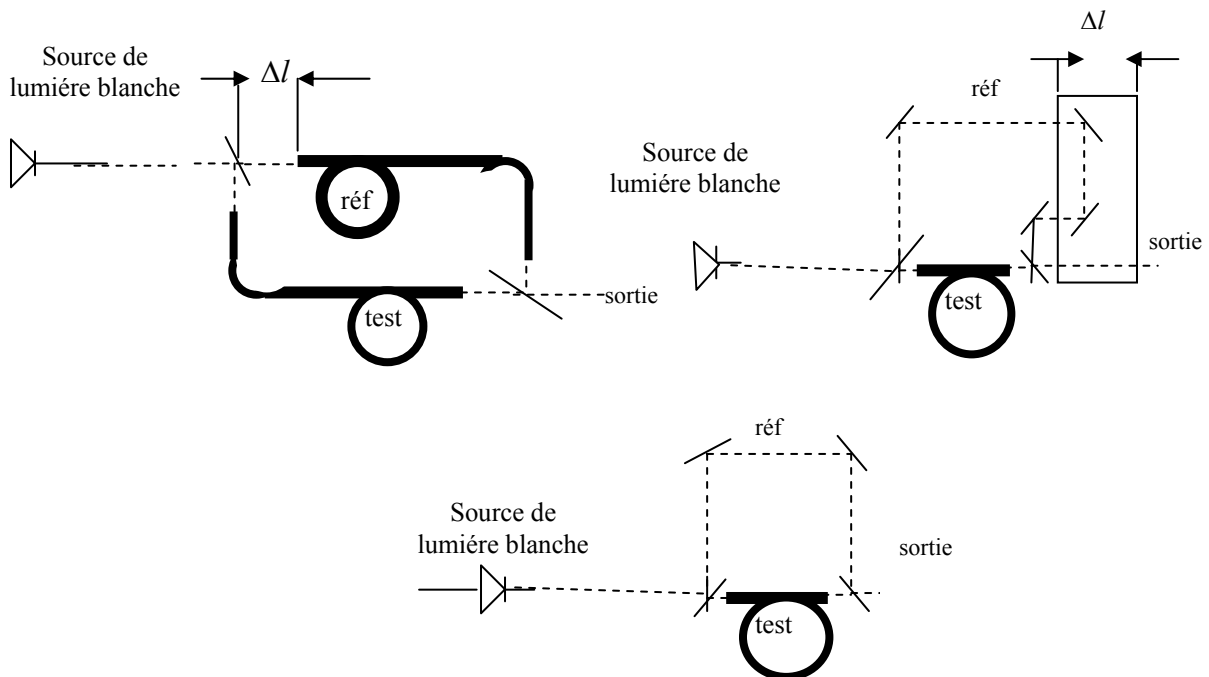 Source de
lumiére blanche
Δl
réf
test
sortie
Δl
réf
Source de
lumiére blanche
sortie
test
réf
Source de
lumiére blanche
sortie
test